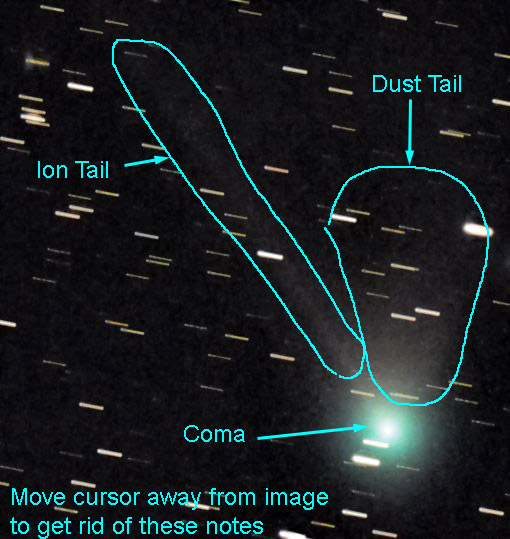 Dust Tail
Ion Tail
Coma
Move cursor away from image
to get rid of these notes